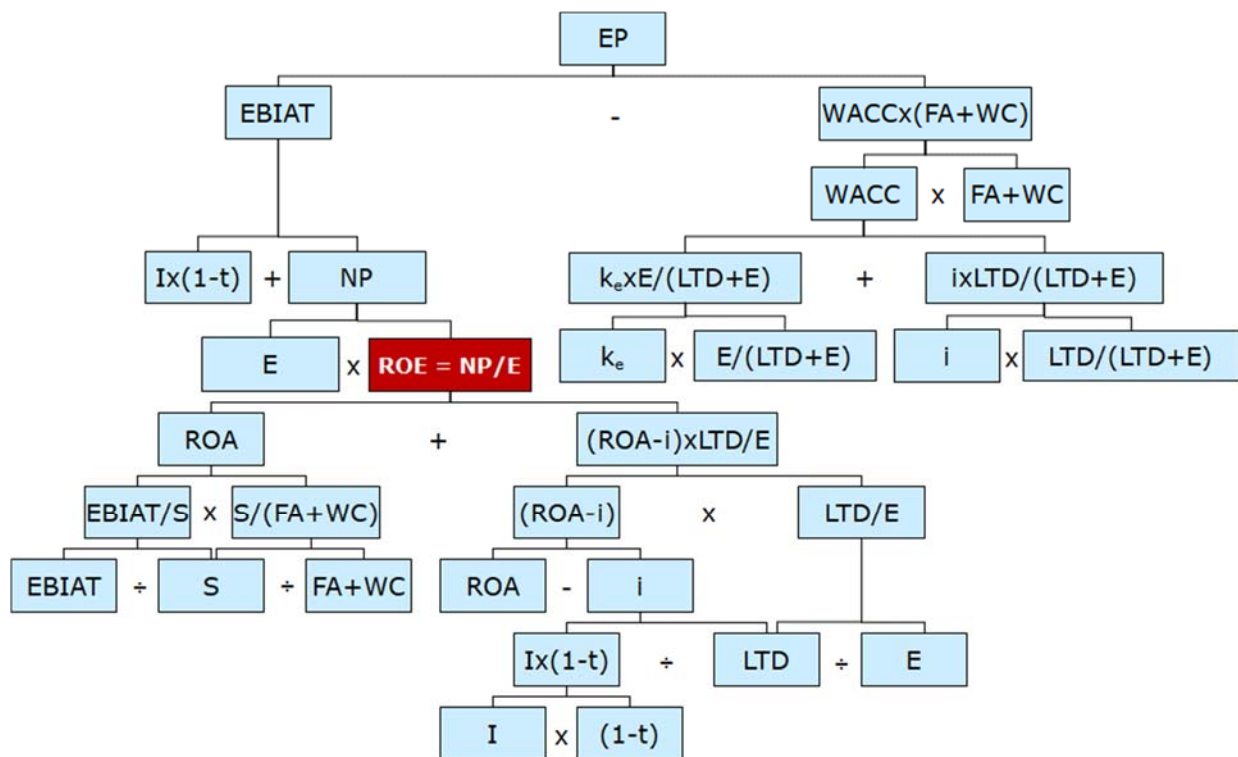 EP
EBIAT - WACCx(FA+WC)
WACC x FA+WC
Ix(1-t) + NP kₑxE/(LTD+E) + ixLTD/(LTD+E)
E x ROE = NP/E kₑ x E/(LTD+E) i x LTD/(LTD+E)
ROA + (ROA-i)xLTD/E
EBIAT/S x S/(FA+WC) (ROA-i) x LTD/E
EBIAT ÷ S ÷ FA+WC ROA - i
Ix(1-t) ÷ LTD ÷ E
I x (1-t)